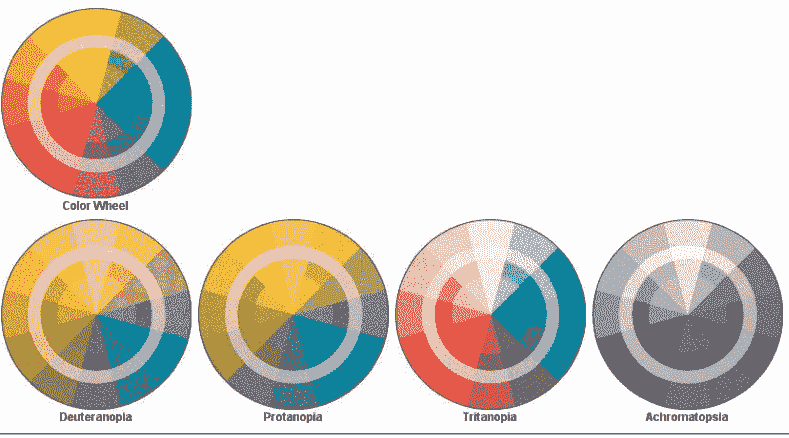 Color Wheel
Deuteranopia
Protanopia
Tritanopia
Achromatopsia